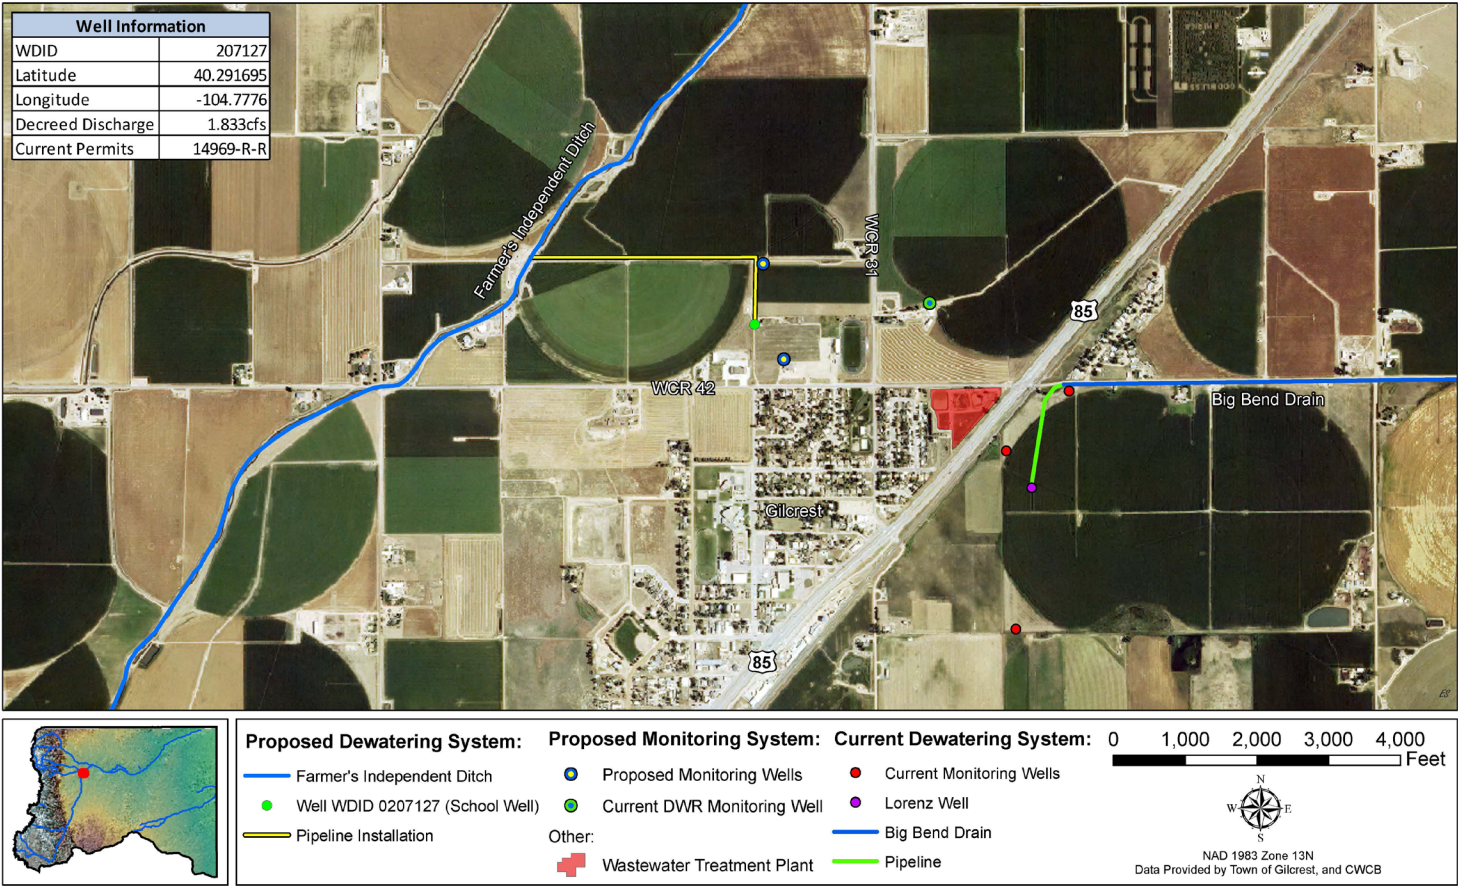 Well Information
WDID 207127
Latitude 40.291695
Longitude -104.7776
Decreed Discharge 1.833cfs
Current Permits 14969-R-R
Farmer's Independent Ditch
WCR 31
85
WCR 42
Big Bend Drain
Gilcrest
85
ES
Proposed Dewatering System:
Farmer's Independent Ditch
Well WDID 0207127 (School Well)
Pipeline Installation
Proposed Monitoring System:
Proposed Monitoring Wells
Current DWR Monitoring Well
Other:
Wastewater Treatment Plant
Current Dewatering System:
Current Monitoring Wells
Lorenz Well
Big Bend Drain
Pipeline
0 1,000 2,000 3,000 4,000
Feet
N
W E
S
NAD 1983 Zone 13N
Data Provided by Town of Gilcrest, and CWCB